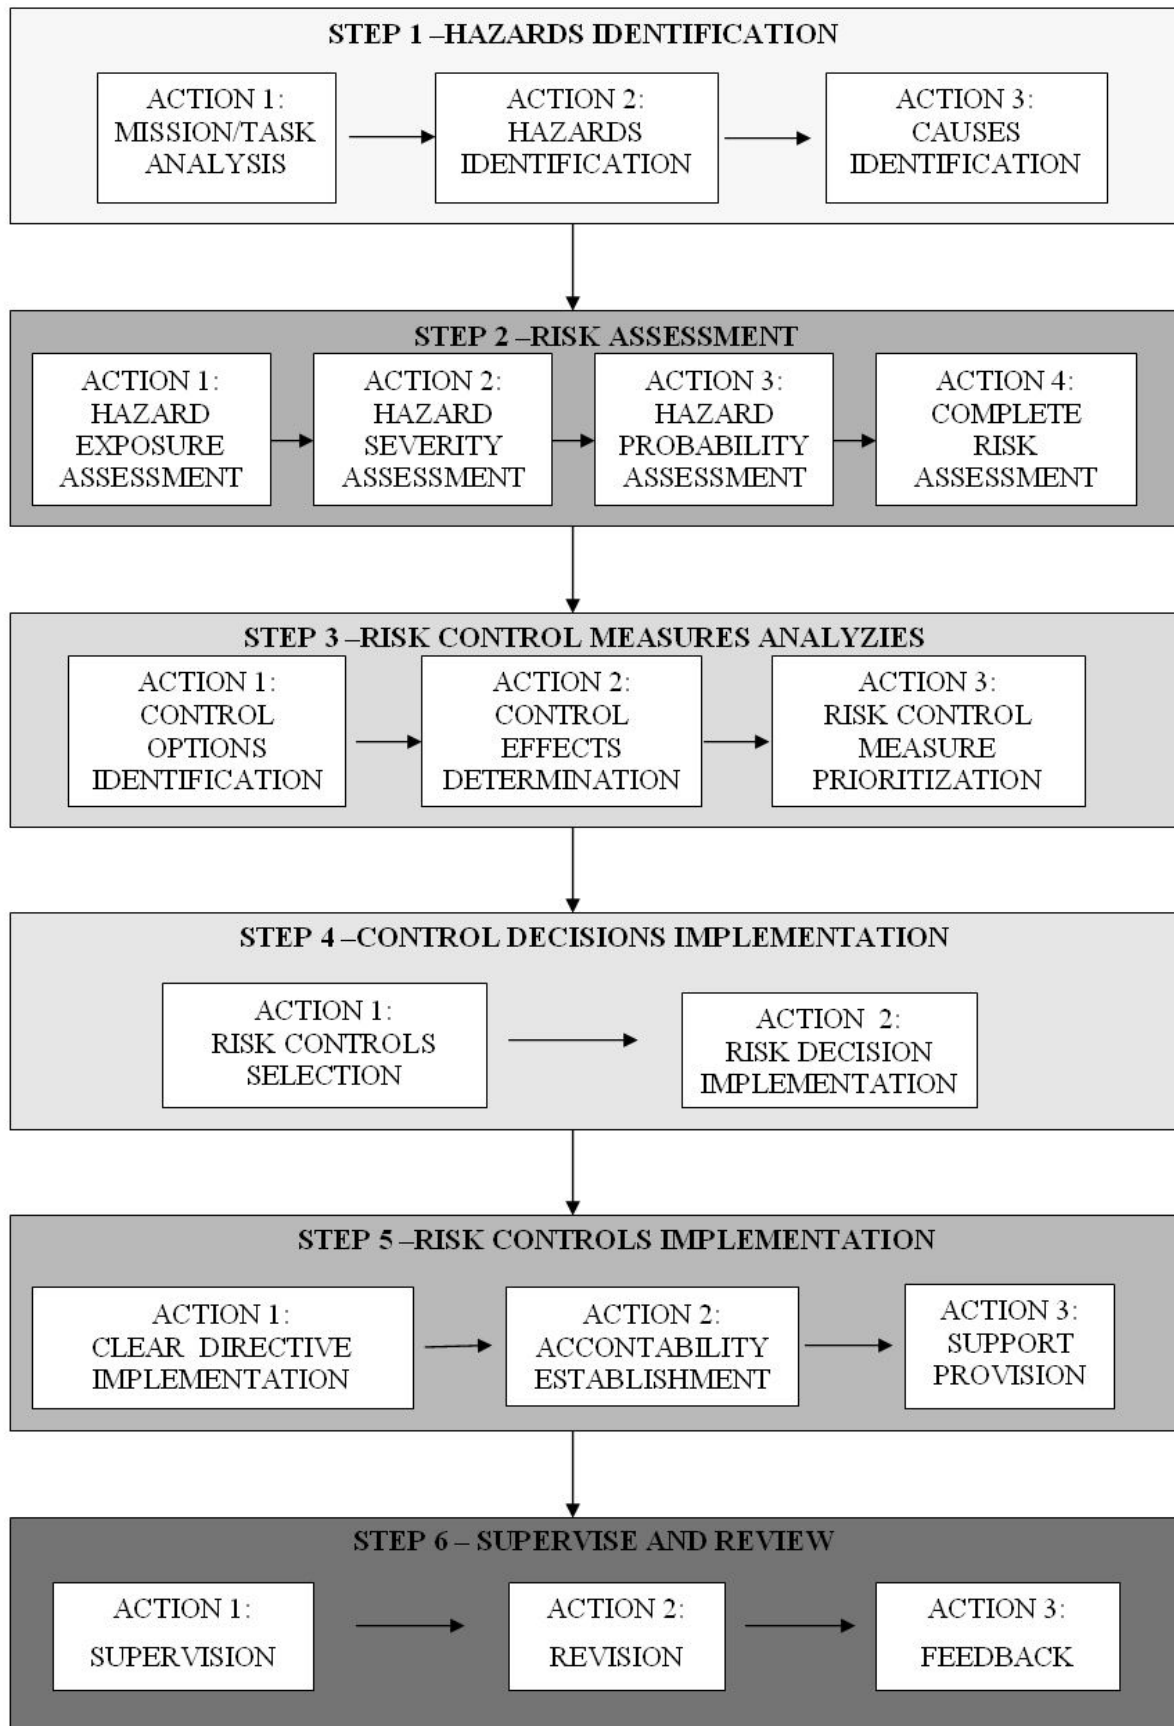 STEP 1 –HAZARDS IDENTIFICATION
ACTION 1:
MISSION/TASK
ANALYSIS
ACTION 2:
HAZARDS
IDENTIFICATION
ACTION 3:
CAUSES
IDENTIFICATION
STEP 2 –RISK ASSESSMENT
ACTION 1:
HAZARD
EXPOSURE
ASSESSMENT
ACTION 2:
HAZARD
SEVERITY
ASSESSMENT
ACTION 3:
HAZARD
PROBABILITY
ASSESSMENT
ACTION 4:
COMPLETE
RISK
ASSESSMENT
STEP 3 –RISK CONTROL MEASURES ANALYZIES
ACTION 1:
CONTROL
OPTIONS
IDENTIFICATION
ACTION 2:
CONTROL
EFFECTS
DETERMINATION
ACTION 3:
RISK CONTROL
MEASURE
PRIORITIZATION
STEP 4 –CONTROL DECISIONS IMPLEMENTATION
ACTION 1:
RISK CONTROLS
SELECTION
ACTION 2:
RISK DECISION
IMPLEMENTATION
STEP 5 –RISK CONTROLS IMPLEMENTATION
ACTION 1:
CLEAR DIRECTIVE
IMPLEMENTATION
ACTION 2:
ACCONTABILITY
ESTABLISHMENT
ACTION 3:
SUPPORT
PROVISION
STEP 6 – SUPERVISE AND REVIEW
ACTION 1:
SUPERVISION
ACTION 2:
REVISION
ACTION 3:
FEEDBACK